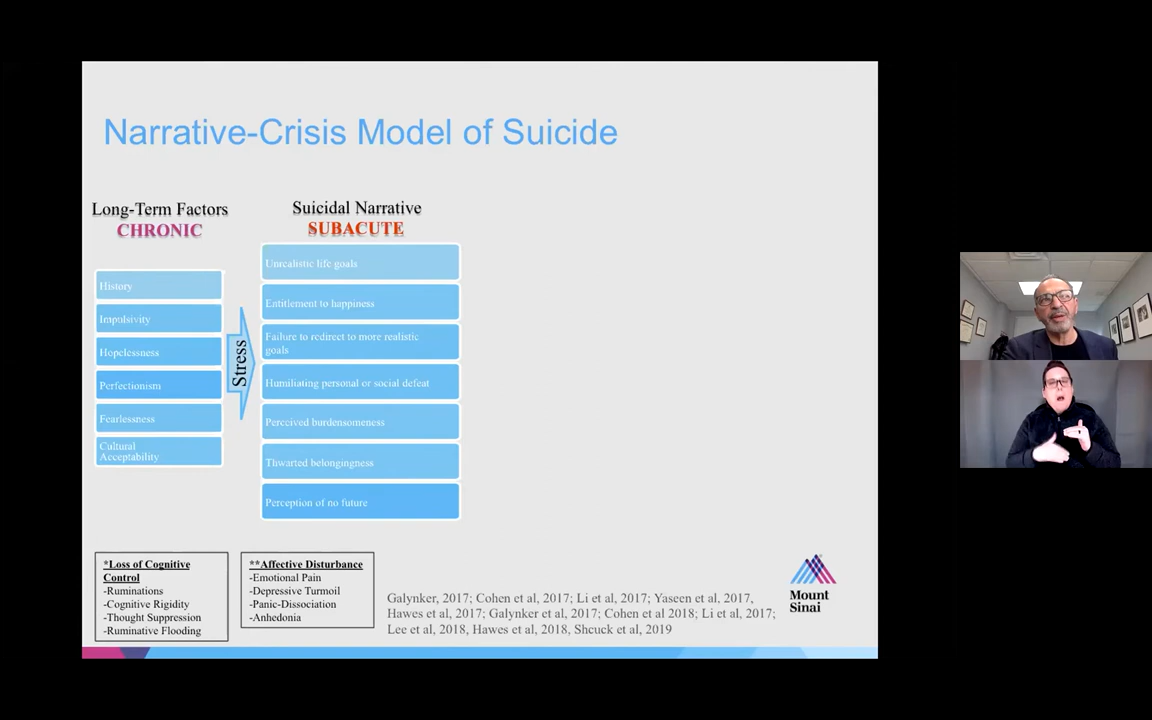 Narrative-Crisis Model of Suicide
Long-Term Factors
CHRONIC
History
Impulsivity
Hopelessness
Perfectionism
Fearlessness
Cultural
Acceptability
Stress
Suicidal Narrative
SUBACUTE
Unrealistic life goals
Entitlement to happiness
Failure to redirect to more realistic
goals
Humiliating personal or social defeat
Perceived burdensomeness
Thwarted belongingness
Perception of no future
*Loss of Cognitive
Control
-Ruminations
-Cognitive Rigidity
-Thought Suppression
-Ruminative Flooding
**Affective Disturbance
-Emotional Pain
-Depressive Turmoil
-Panic-Dissociation
-Anhedonia
Galynker, 2017; Cohen et al, 2017; Li et al, 2017; Yaseen et al, 2017,
Hawes et al, 2017; Galynker et al, 2017; Cohen et al 2018; Li et al, 2017;
Lee et al, 2018, Hawes et al, 2018, Shcuck et al, 2019
Mount
Sinai